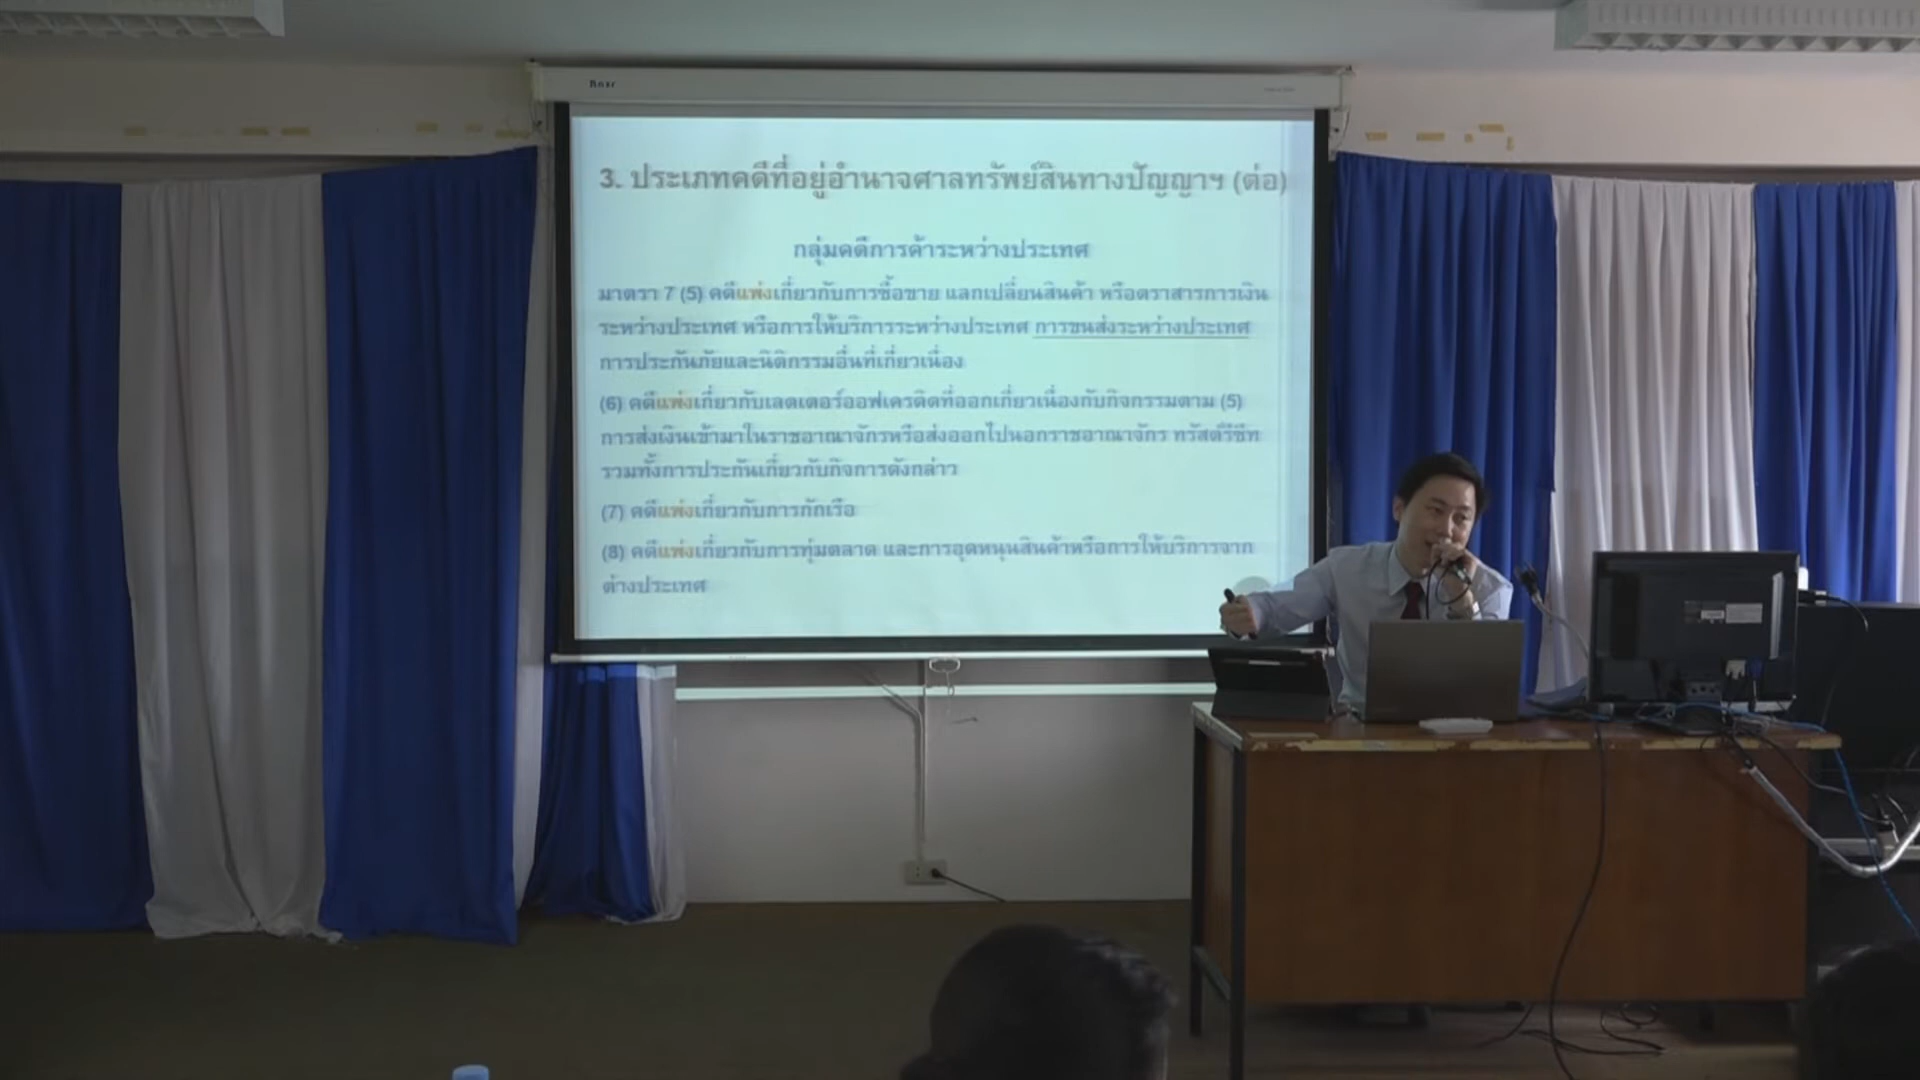 3. ประเภทคดีที่อยู่อำนาจศาลทรัพย์สินทางปัญญาฯ (ต่อ)
กลุ่มคดีการค้าระหว่างประเทศ
มาตรา 7 (5) คดีแพ่งเกี่ยวกับการซื้อขาย แลกเปลี่ยนสินค้า หรือตราสารการเงิน
ระหว่างประเทศ หรือการให้บริการระหว่างประเทศ การขนส่งระหว่างประเทศ
การประกันภัยและนิติกรรมอื่นที่เกี่ยวเนื่อง
(6) คดีแพ่งเกี่ยวกับเลตเตอร์ออฟเครดิตที่ออกเกี่ยวเนื่องกับกิจกรรมตาม (5)
การส่งเงินเข้ามาในราชอาณาจักรหรือส่งออกไปนอกราชอาณาจักร ทรัสต์รีซีท
รวมทั้งการประกันเกี่ยวกับกิจการดังกล่าว
(7) คดีแพ่งเกี่ยวกับการกักเรือ
(8) คดีแพ่งเกี่ยวกับการทุ่มตลาด และการอุดหนุนสินค้าหรือการให้บริการจาก
ต่างประเทศ